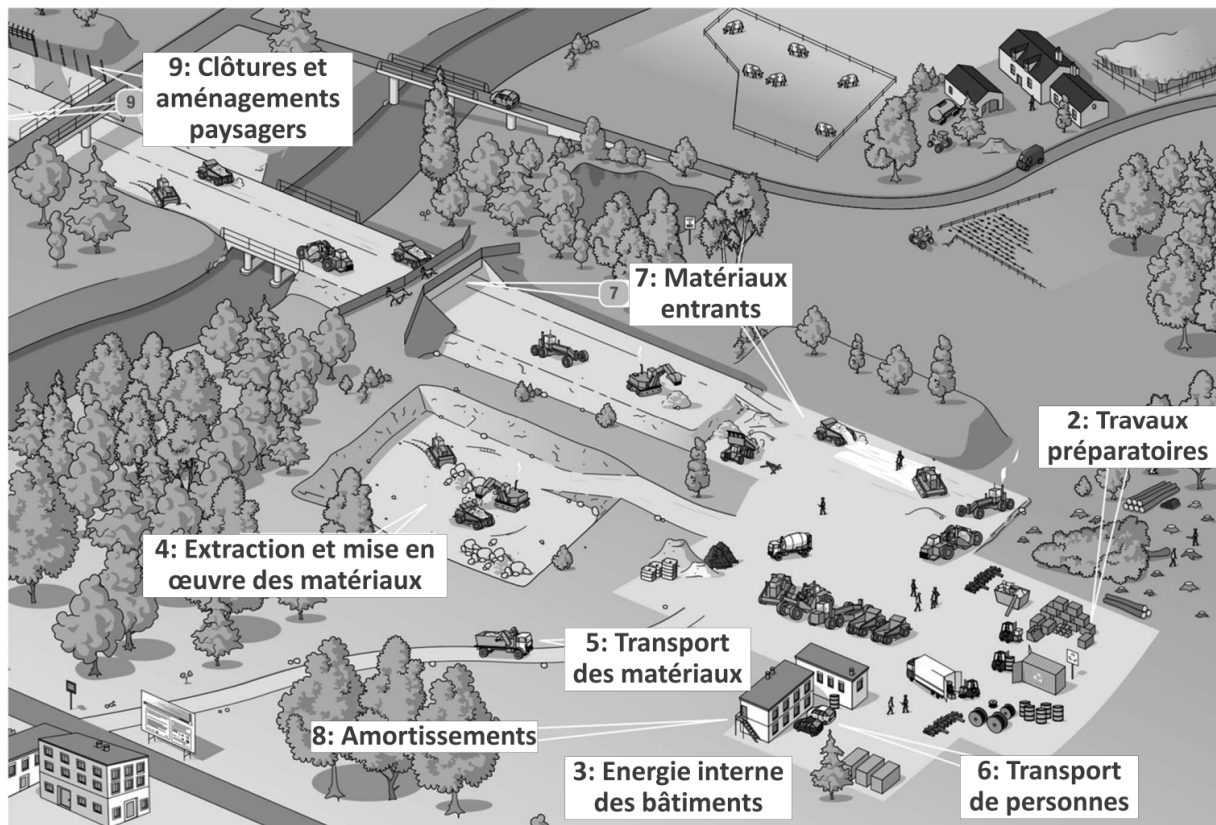 9: Clôtures et
aménagements
paysagers
9
7: Matériaux
entrants
7
2: Travaux
préparatoires
4: Extraction et mise en
œuvre des matériaux
5: Transport
des matériaux
8: Amortissements
3: Energie interne
des bâtiments
6: Transport
de personnes